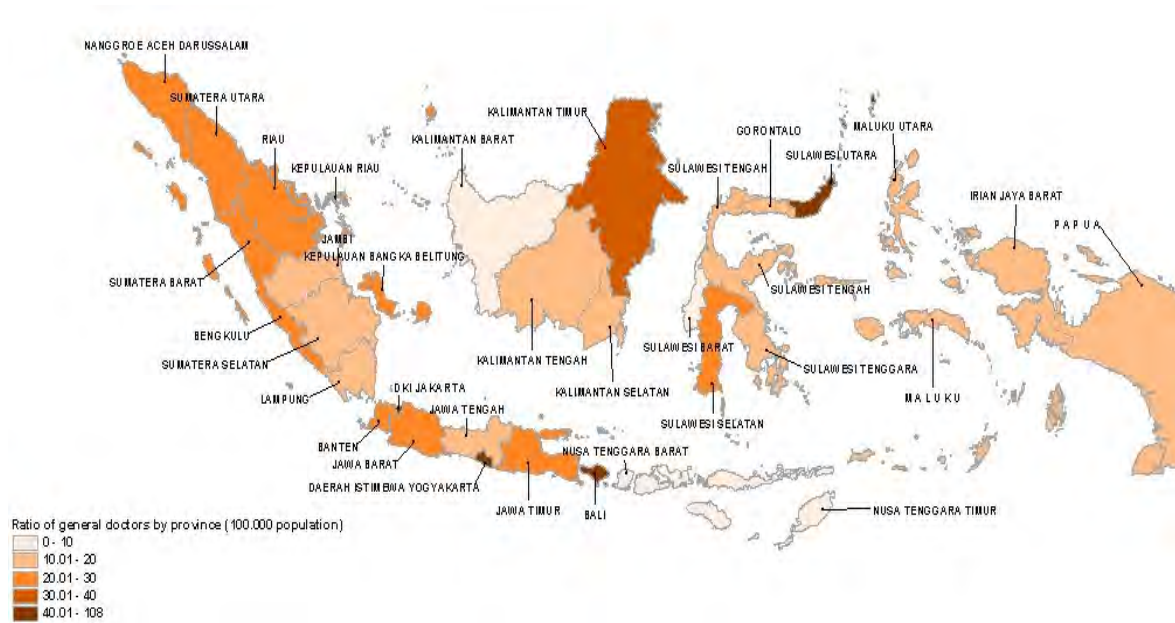 NANGGROE ACEH DARUSSALAM
SUMATERA UTARA
RIAU
KEPULAUAN RIAU
KALIMANTAN BARAT
KALIMANTAN TIMUR
GORONTALO
MALUKU UTARA
SULAWESI TENGAH
SULAWESI UTARA
IRIAN JAYA BARAT
PAPUA
JAMBI
KEPULAUAN BANGKA BELITUNG
SUMATERA BARAT
SULAWESI TENGAH
BENGKULU
SUMATERA SELATAN
KALIMANTAN TENGAH
SULAWESI BARAT
SULAWESI TENGGARA
LAMPUNG
KALIMANTAN SELATAN
MALUKU
DKI JAKARTA
JAWA TENGAH
SULAWESI SELATAN
BANTEN
NUSA TENGGARA BARAT
JAWA BARAT
DAERAH ISTIMEWA YOGYAKARTA
JAWA TIMUR
BALI
NUSA TENGGARA TIMUR
Ratio of general doctors by province (100.000 population)
0 - 10
10.01 - 20
20.01 - 30
30.01 - 40
40.01 - 108